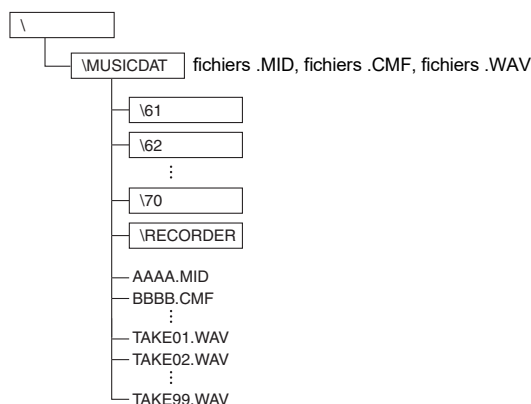 \
\MUSICDAT fichiers .MID, fichiers .CMF, fichiers .WAV
\61
\62
⋮
\70
\RECORDER
AAAA.MID
BBBB.CMF
⋮
TAKE01.WAV
TAKE02.WAV
⋮
TAKE99.WAV